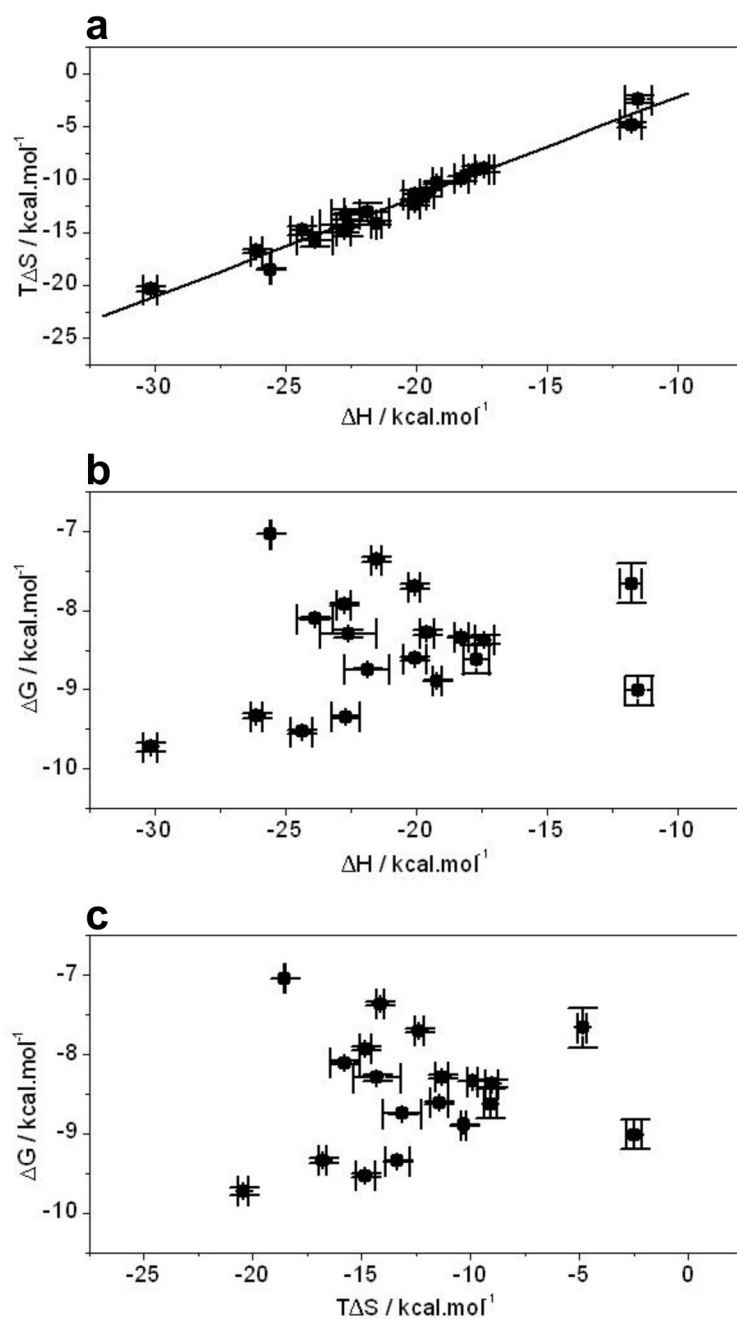 a
0
-5
-10
-15
-20
-25
TΔS / kcal.mol⁻¹
-30 -25 -20 -15 -10
ΔH / kcal.mol⁻¹
b
-7
-8
-9
-10
ΔG / kcal.mol⁻¹
-30 -25 -20 -15 -10
ΔH / kcal.mol⁻¹
c
-7
-8
-9
-10
ΔG / kcal.mol⁻¹
-25 -20 -15 -10 -5 0
TΔS / kcal.mol⁻¹